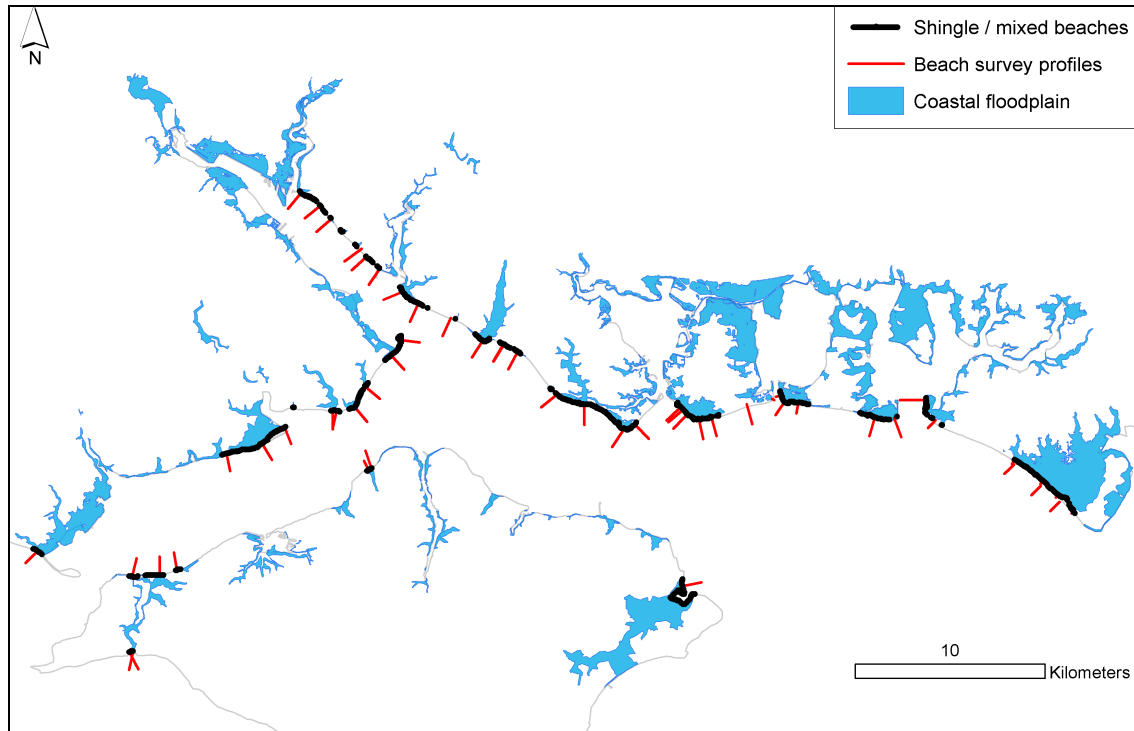 N
Shingle / mixed beaches
Beach survey profiles
Coastal floodplain
10
Kilometers